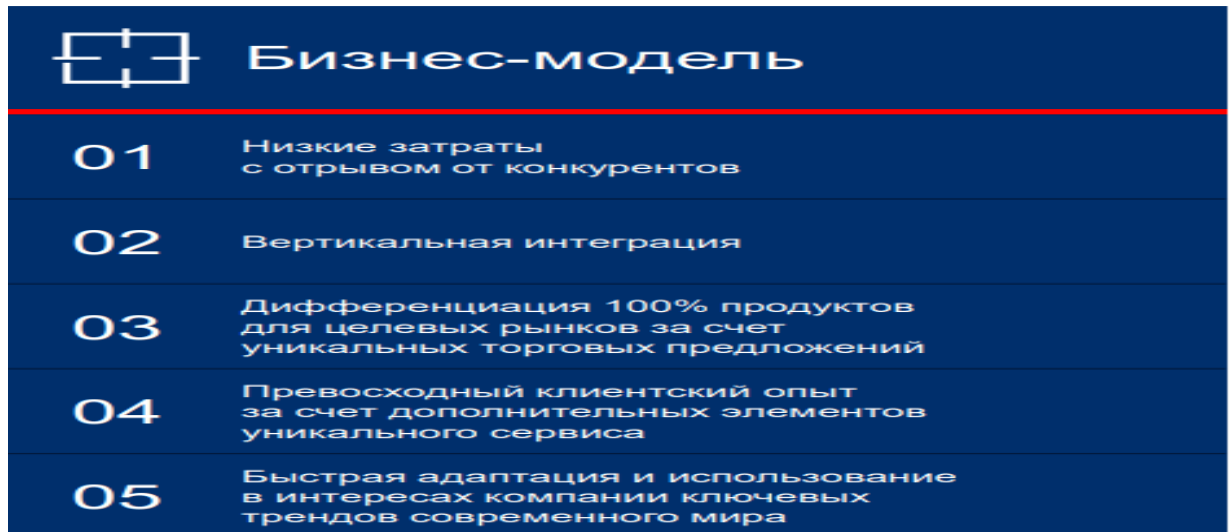 Бизнес-модель
01
Низкие затраты
с отрывом от конкурентов
02
Вертикальная интеграция
03
Дифференциация 100% продуктов
для целевых рынков за счет
уникальных торговых предложений
04
Превосходный клиентский опыт
за счет дополнительных элементов
уникального сервиса
05
Быстрая адаптация и использование
в интересах компании ключевых
трендов современного мира